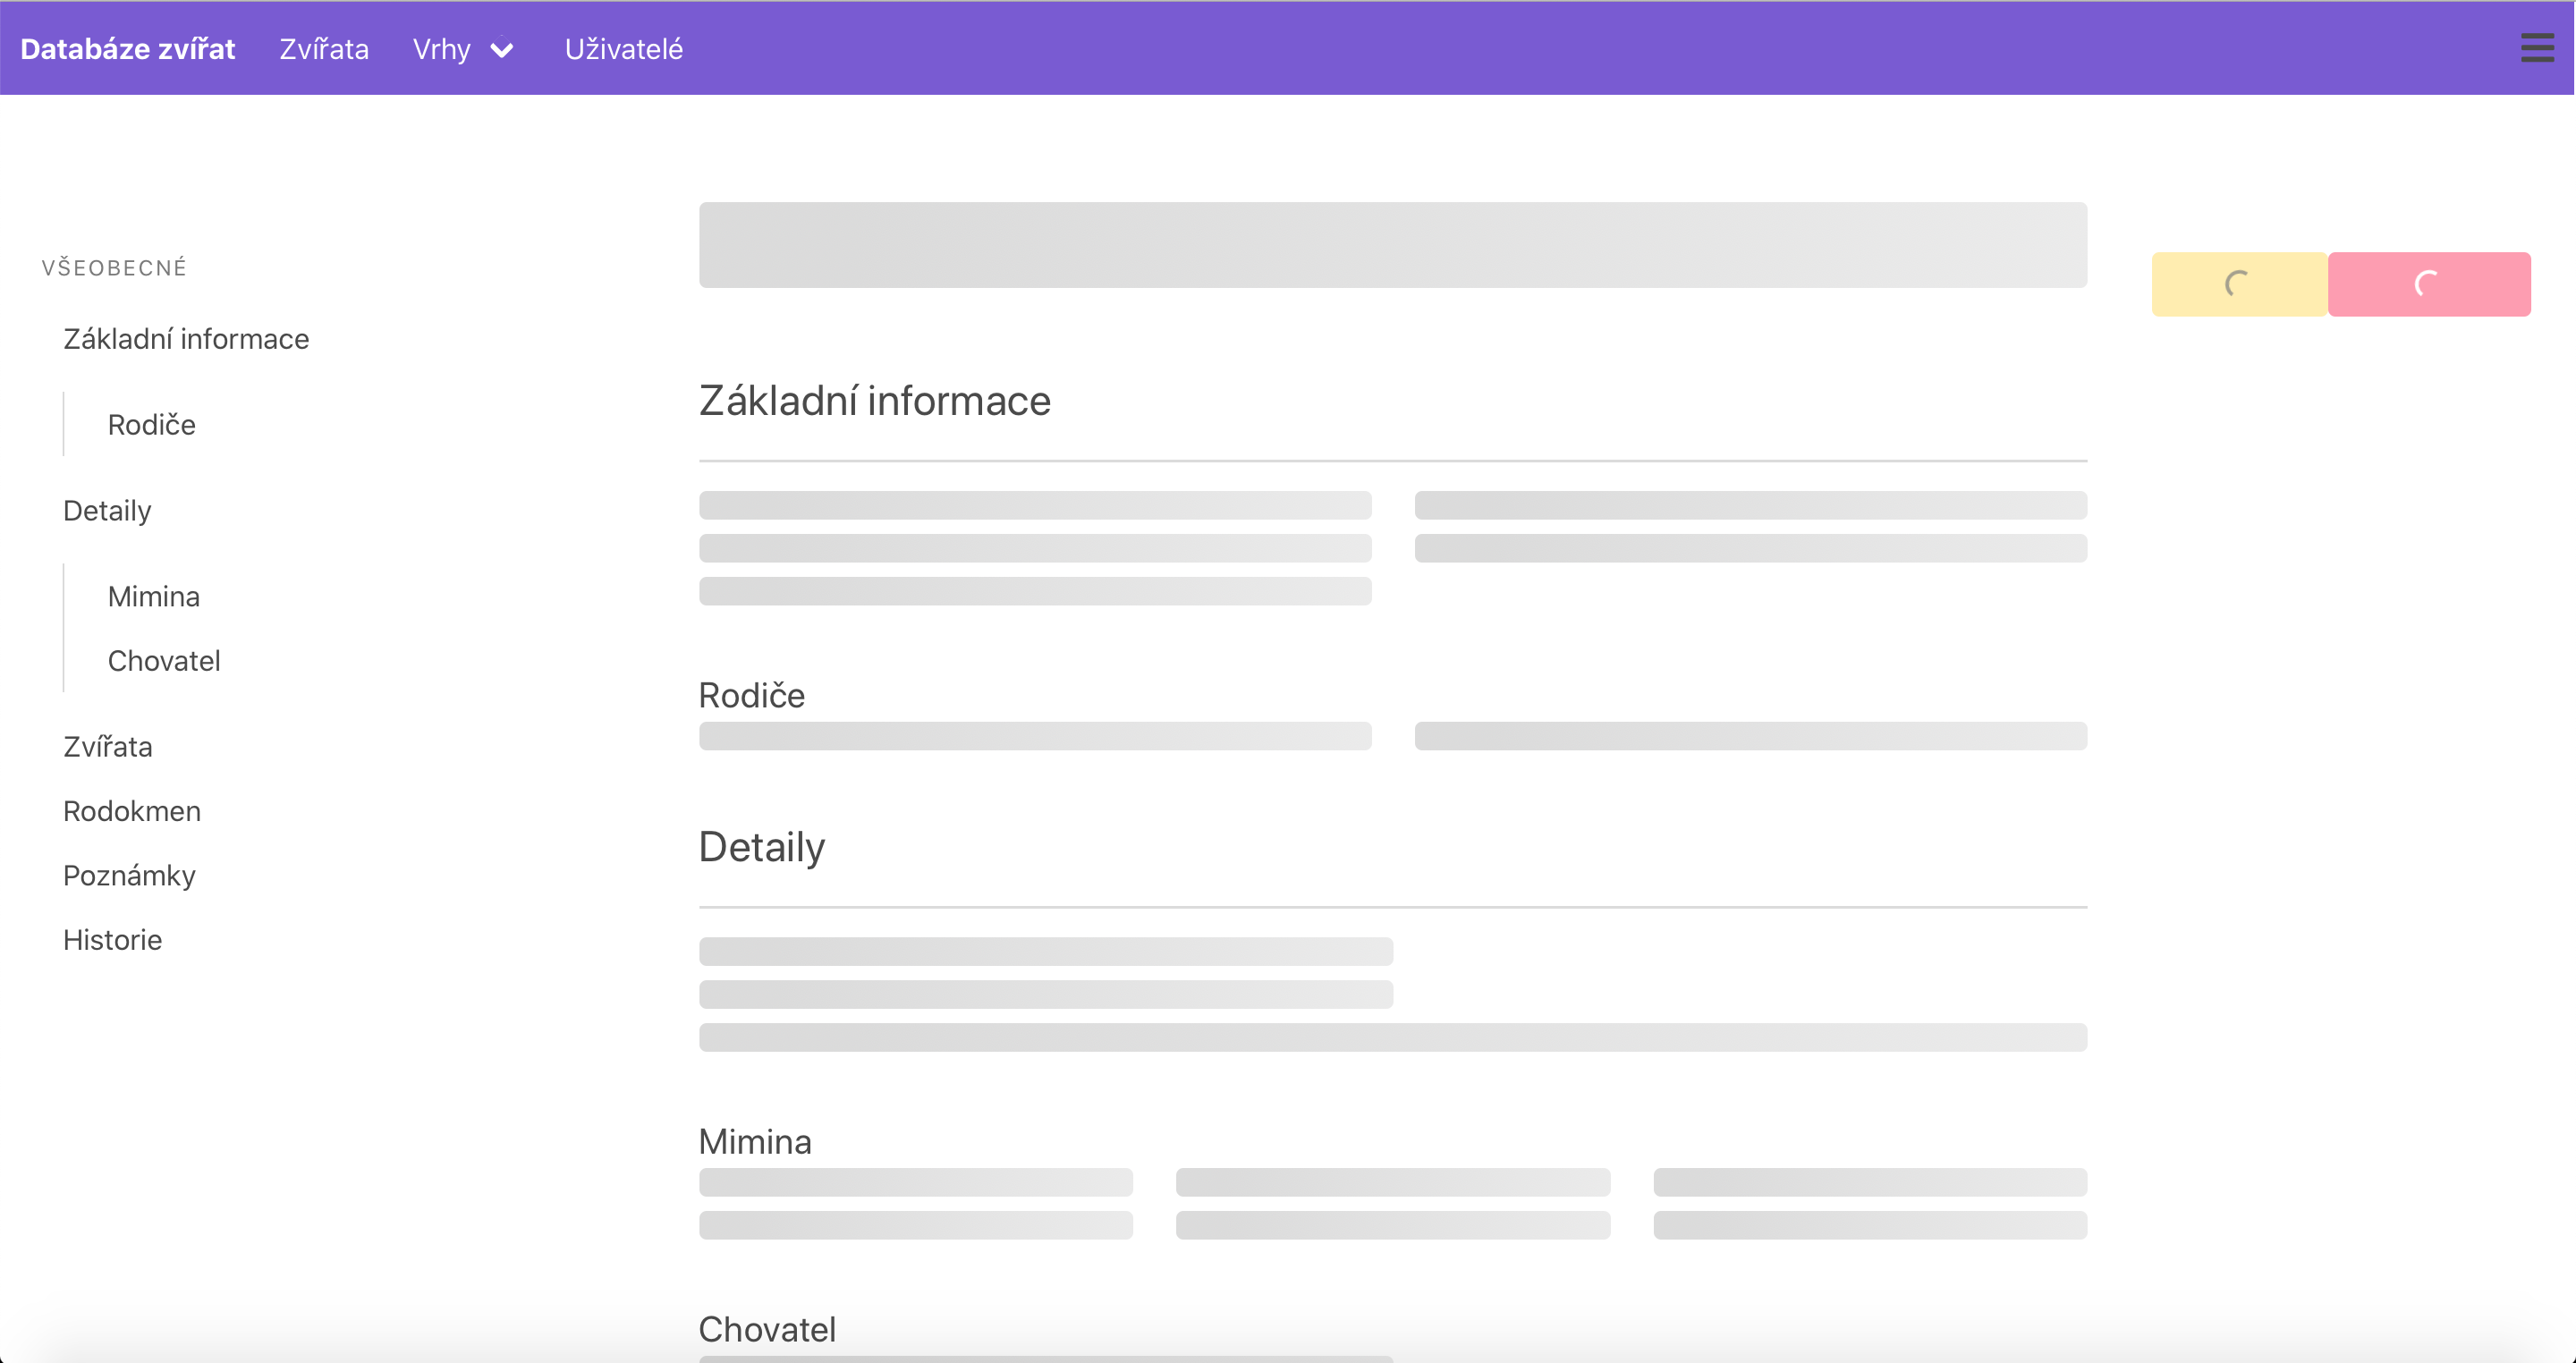 Databáze zvířat Zvířata Vrhy Uživatelé
VŠEOBECNÉ
Základní informace
Rodiče
Detaily
Mimina
Chovatel
Zvířata
Rodokmen
Poznámky
Historie
Základní informace
Rodiče
Detaily
Mimina
Chovatel